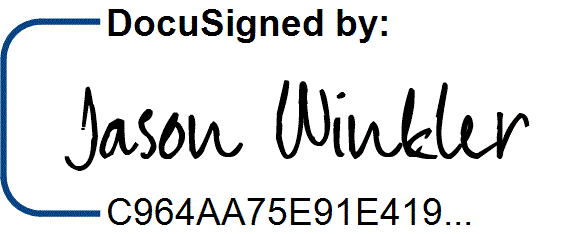 DocuSigned by:
Jason Winkler
C964AA75E91E419...